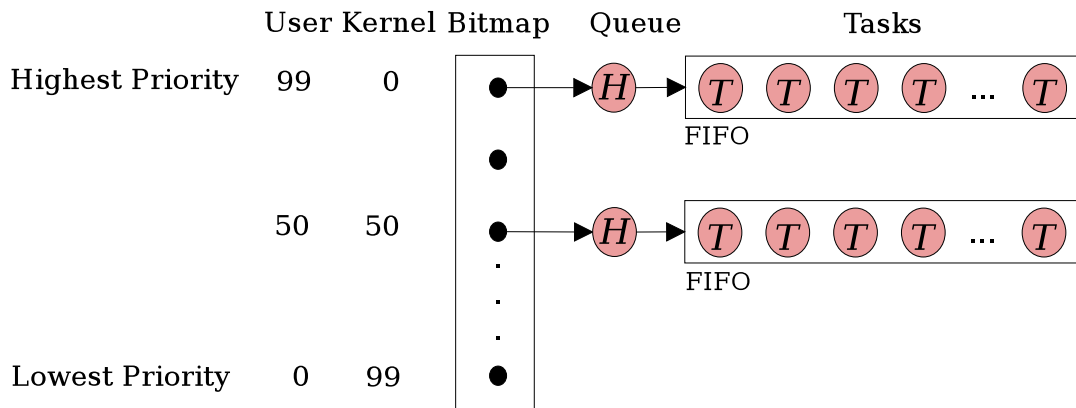 User Kernel Bitmap Queue Tasks
Highest Priority 99 0 H T T T T ... T
FIFO
50 50 H T T T T ... T
FIFO
Lowest Priority 0 99